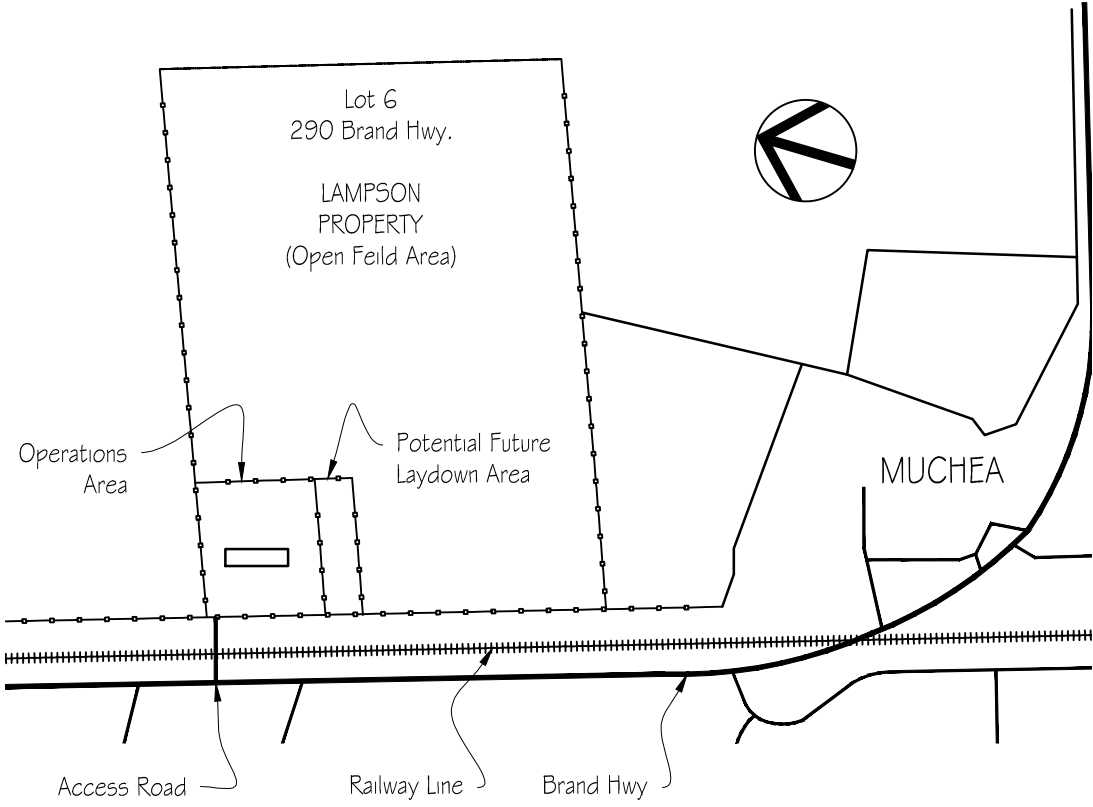 Lot 6
290 Brand Hwy.
LAMPSON
PROPERTY
(Open Feild Area)
Operations
Area
Potential Future
Laydown Area
MUCHEA
Access Road
Railway Line
Brand Hwy